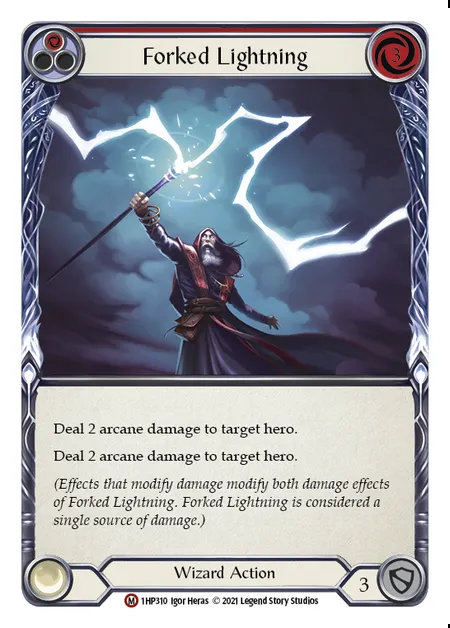 Forked Lightning
3
Deal 2 arcane damage to target hero.
Deal 2 arcane damage to target hero.
(Effects that modify damage modify both damage effects
of Forked Lightning. Forked Lightning is considered a
single source of damage.)
Wizard Action
3
M 1HP310 Igor Heras © 2021 Legend Story Studios